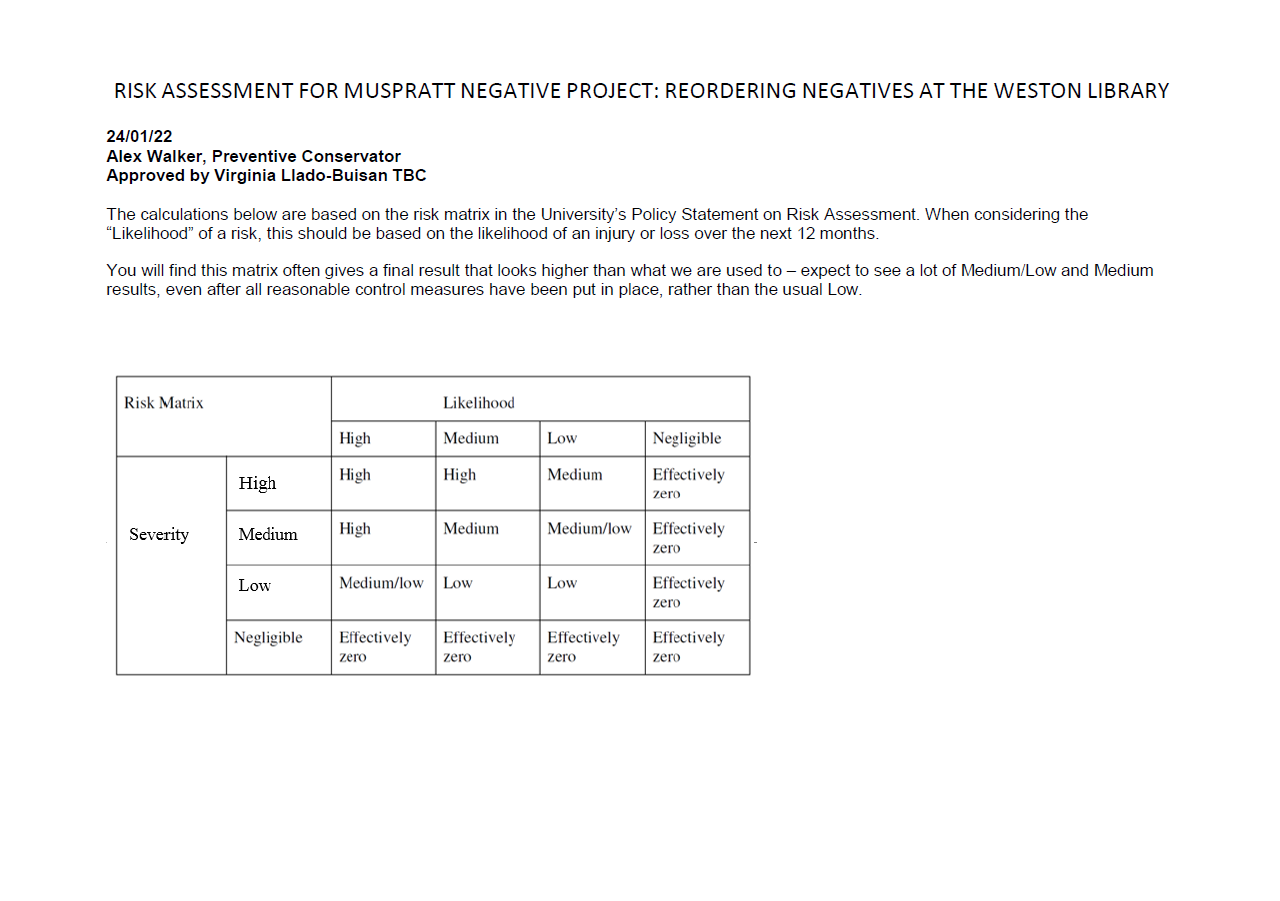 RISK ASSESSMENT FOR MUSPRATT NEGATIVE PROJECT: REORDERING NEGATIVES AT THE WESTON LIBRARY
24/01/22
Alex Walker, Preventive Conservator
Approved by Virginia Llado-Buisan TBC
The calculations below are based on the risk matrix in the University’s Policy Statement on Risk Assessment. When considering the
“Likelihood” of a risk, this should be based on the likelihood of an injury or loss over the next 12 months.
You will find this matrix often gives a final result that looks higher than what we are used to – expect to see a lot of Medium/Low and Medium
results, even after all reasonable control measures have been put in place, rather than the usual Low.
Risk Matrix Likelihood
High Medium Low Negligible
High High High Medium Effectively
zero
Severity Medium High Medium Medium/low Effectively
zero
Low Medium/low Low Low Effectively
zero
Negligible Effectively Effectively Effectively Effectively
zero zero zero zero